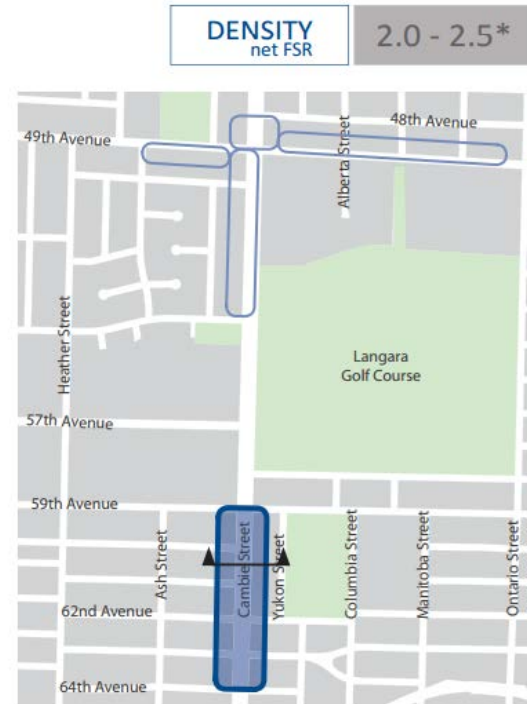 DENSITY
net FSR
2.0 - 2.5*
48th Avenue
49th Avenue
Alberta Street
Heather Street
Langara
Golf Course
57th Avenue
59th Avenue
Ash Street
Cambie Street
Yukon Street
Columbia Street
Manitoba Street
Ontario Street
62nd Avenue
64th Avenue